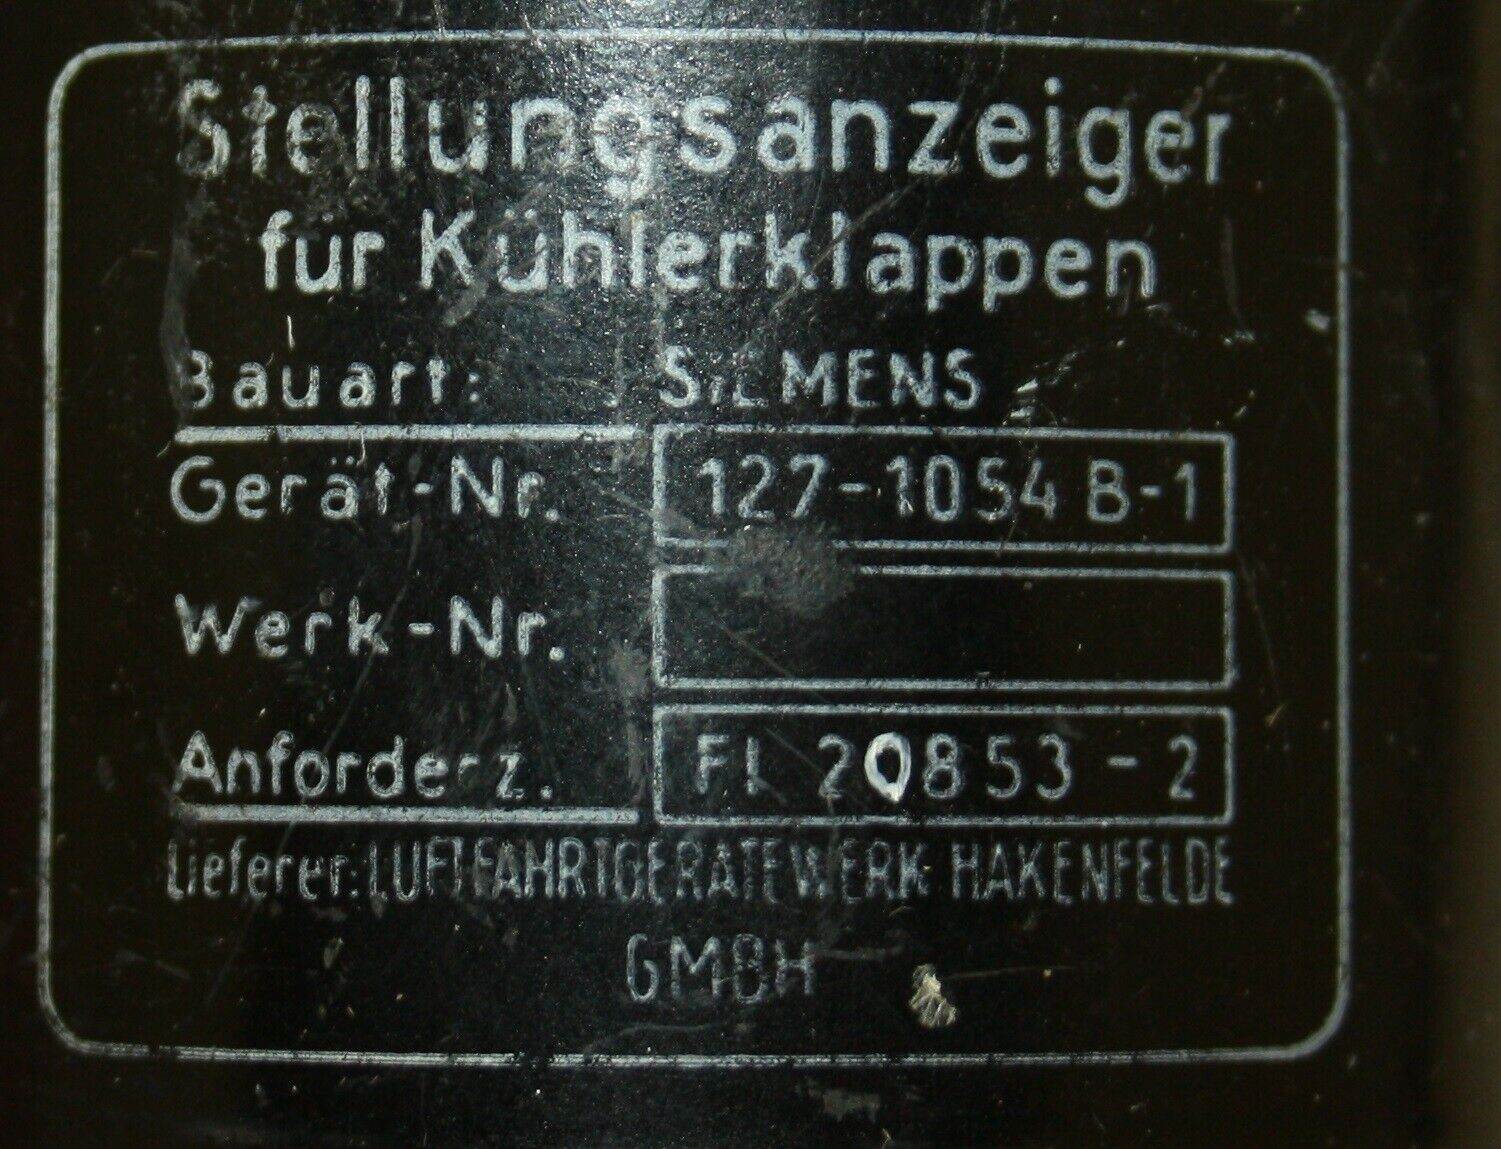 Stellungsanzeiger
für Kühlerklappen
Bauart: SIEMENS
Gerät-Nr. 127-1054 B-1
Werk-Nr.
Anforderz. FL 20853-2
Lieferer: LUFTFAHRTGERÄTEWERK HAKENFELDE
GMBH